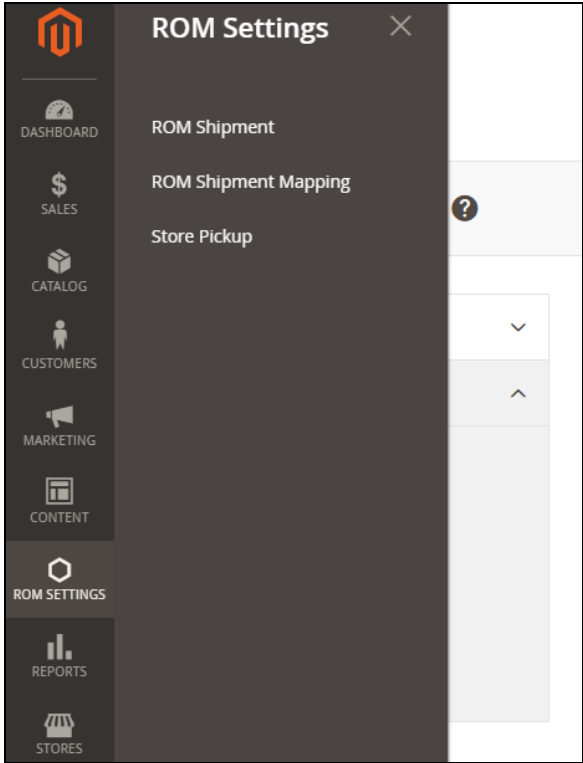 ROM Settings
ROM Shipment
ROM Shipment Mapping
Store Pickup
DASHBOARD
SALES
CATALOG
CUSTOMERS
MARKETING
CONTENT
ROM SETTINGS
REPORTS
STORES
?